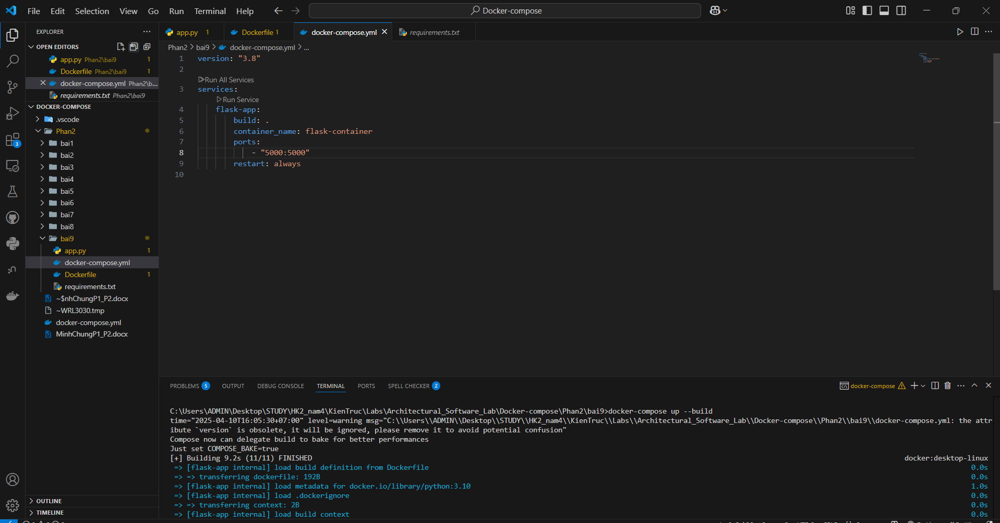 File Edit Selection View Go Run Terminal Help
Docker-compose
EXPLORER
OPEN EDITORS
app.py Phan2\bai9 1
Dockerfile Phan2\bai9 1
docker-compose.yml Phan2\b...
requirements.txt Phan2\bai9
DOCKER-COMPOSE
.vscode
Phan2
bai1
bai2
bai3
bai4
bai5
bai6
bai7
bai8
bai9
app.py 1
docker-compose.yml
Dockerfile 1
requirements.txt
~$nhChungP1_P2.docx
~WRL3030.tmp
docker-compose.yml
MinhChungP1_P2.docx
OUTLINE
TIMELINE
3
app.py 1 Dockerfile 1 docker-compose.yml requirements.txt
Phan2 > bai9 > docker-compose.yml > ...
1 version: "3.8"
2
Run All Services
3 services:
Run Service
4 flask-app:
5 build: .
6 container_name: flask-container
7 ports:
8 - "5000:5000"
9 restart: always
10
PROBLEMS 5 OUTPUT DEBUG CONSOLE TERMINAL PORTS SPELL CHECKER 2
docker-compose
C:\Users\ADMIN\Desktop\STUDY\HK2_nam4\KienTruc\Labs\Architectural_Software_Lab\Docker-compose\Phan2\bai9>docker-compose up --build
time="2025-04-10T16:05:30+07:00" level=warning msg="C:\\Users\\ADMIN\\Desktop\\STUDY\\HK2_nam4\\KienTruc\\Labs\\Architectural_Software_Lab\\Docker-compose\\Phan2\\bai9\\docker-compose.yml: the attr
ibute `version` is obsolete, it will be ignored, please remove it to avoid potential confusion"
Compose now can delegate build to bake for better performances
Just set COMPOSE_BAKE=true
[+] Building 9.2s (11/11) FINISHED docker:desktop-linux
=> [flask-app internal] load build definition from Dockerfile 0.0s
=> => transferring dockerfile: 192B 0.0s
=> [flask-app internal] load metadata for docker.io/library/python:3.10 1.0s
=> [flask-app internal] load .dockerignore 0.0s
=> => transferring context: 2B 0.0s
=> [flask-app internal] load build context 0.0s